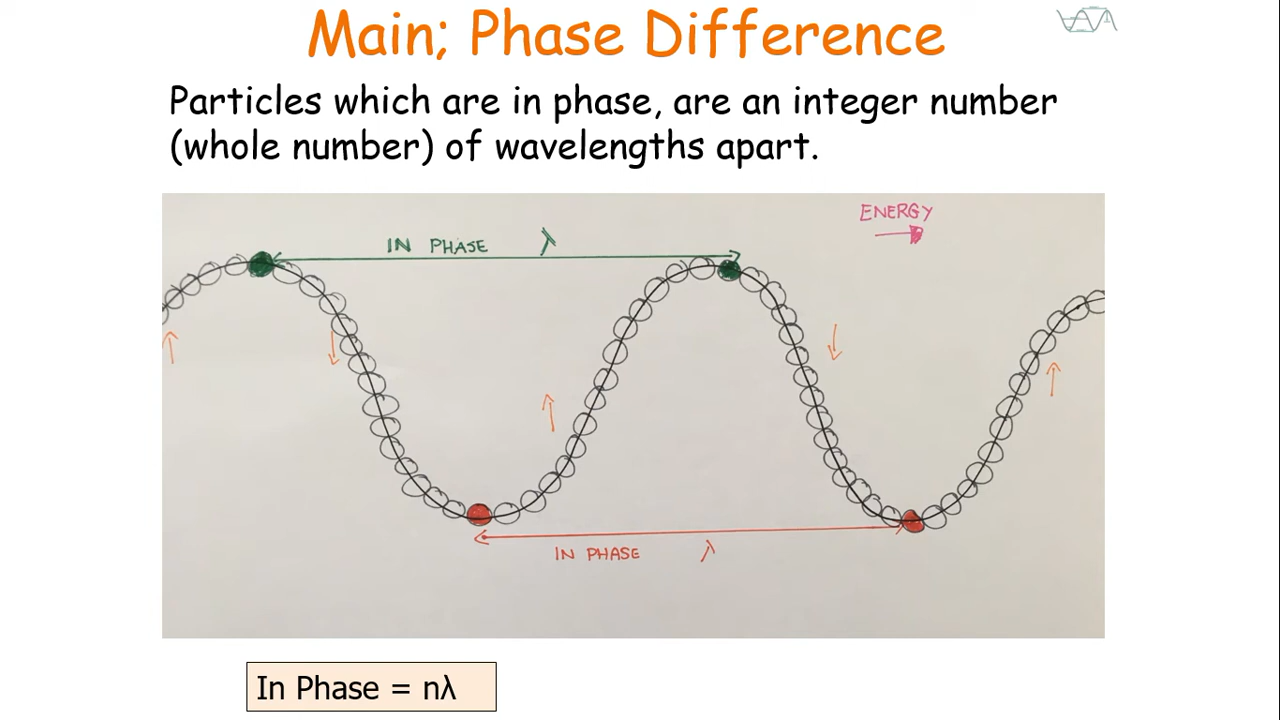 Main; Phase Difference
Particles which are in phase, are an integer number
(whole number) of wavelengths apart.
ENERGY
IN PHASE λ
IN PHASE λ
In Phase = nλ